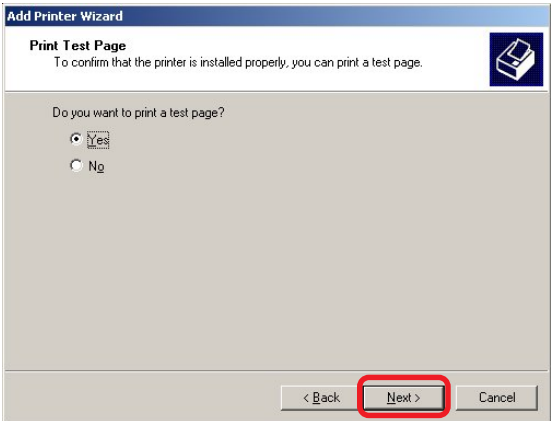 Add Printer Wizard
Print Test Page
To confirm that the printer is installed properly, you can print a test page.
Do you want to print a test page?
Yes
No
< Back
Next >
Cancel